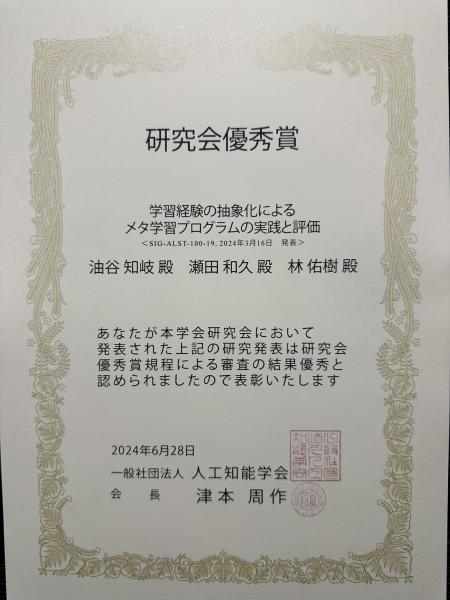 研究会優秀賞
学習経験の抽象化による
メタ学習プログラムの実践と評価
＜SIG-ALST-100-19, 2024年3月16日　発表＞
油谷 知岐 殿　瀬田 和久 殿　林 佑樹 殿
あなたが本学会研究会において
発表された上記の研究発表は研究会
優秀賞規程による審査の結果優秀と
認められましたので表彰いたします
2024年6月28日
一般社団法人　人工知能学会
会　長　津本　周作